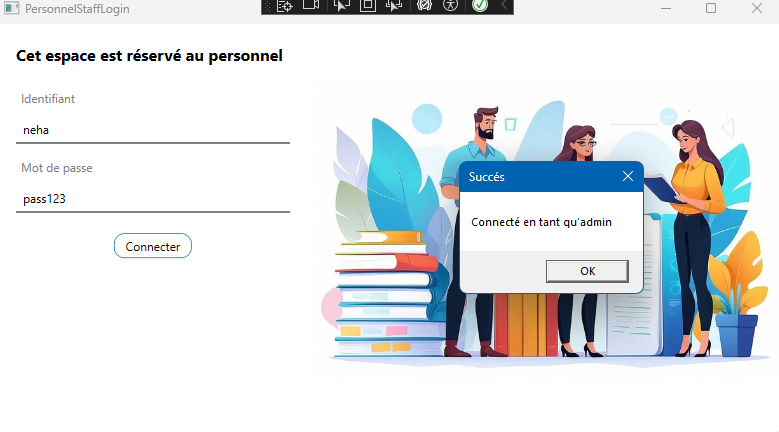 PersonnelStaffLogin
Cet espace est réservé au personnel
Identifiant
neha
Mot de passe
pass123
Connecter
Succés
Connecté en tant qu'admin
OK